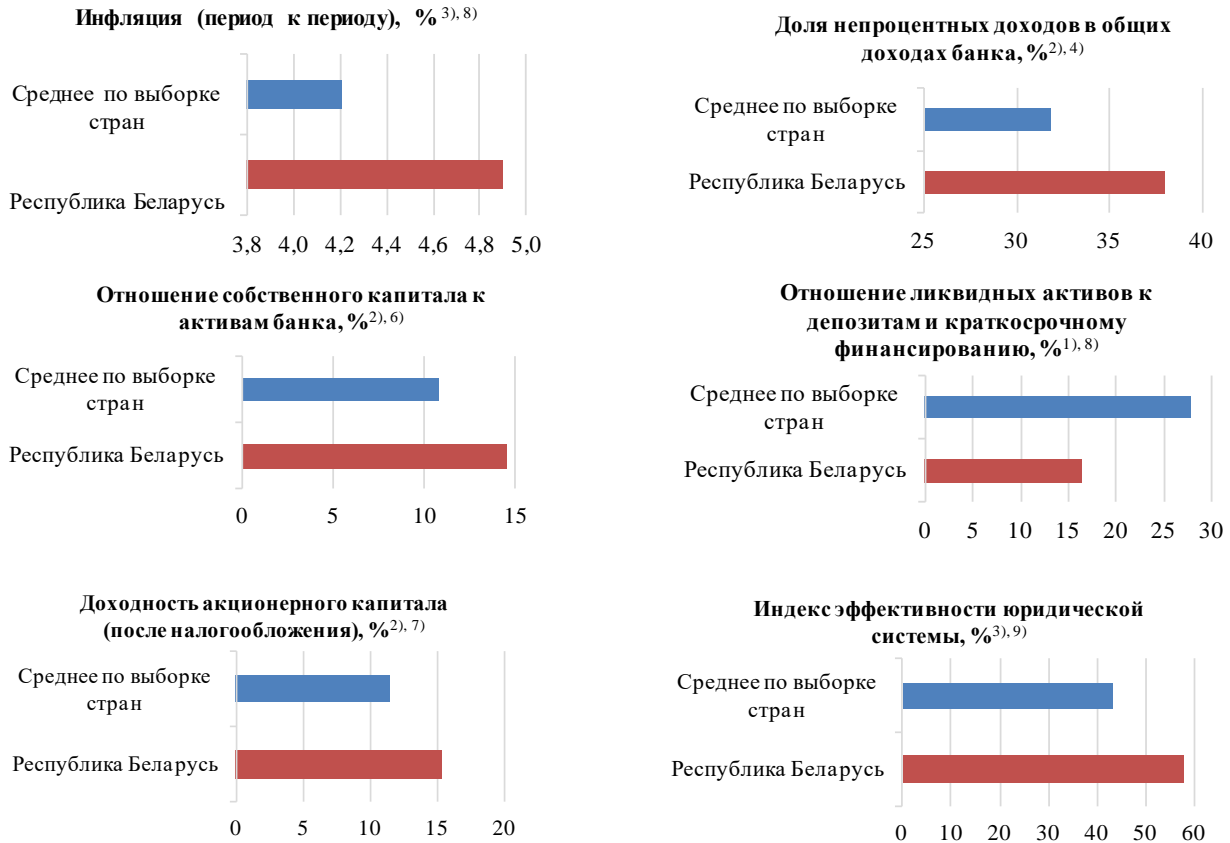 Инфляция (период к периоду), % 3), 8)
Среднее по выборке
стран
Республика Беларусь
3,8 4,0 4,2 4,4 4,6 4,8 5,0
Доля непроцентных доходов в общих
доходах банка, %2), 4)
Среднее по выборке
стран
Республика Беларусь
25 30 35 40
Отношение собственного капитала к
активам банка, %2), 6)
Среднее по выборке
стран
Республика Беларусь
0 5 10 15
Отношение ликвидных активов к
депозитам и краткосрочному
финансированию, %1), 8)
Среднее по выборке
стран
Республика Беларусь
0 5 10 15 20 25 30
Доходность акционерного капитала
(после налогообложения), %2), 7)
Среднее по выборке
стран
Республика Беларусь
0 5 10 15 20
Индекс эффективности юридической
системы, %3), 9)
Среднее по выборке
стран
Республика Беларусь
0 10 20 30 40 50 60